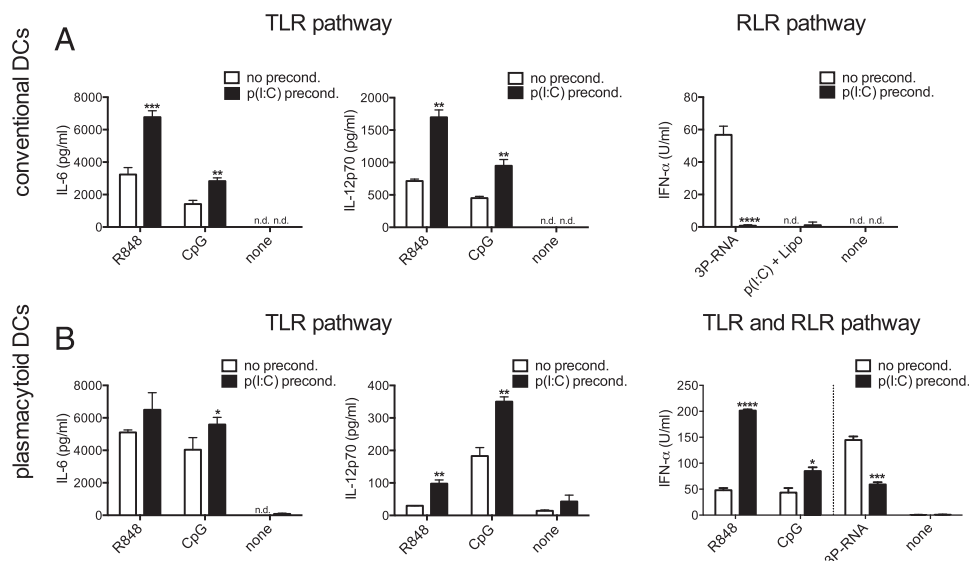 TLR pathway
RLR pathway
A
conventional DCs
no precond.
p(I:C) precond.
IL-6 (pg/ml)
8000
6000
4000
2000
0
***
**
n.d. n.d.
R848
CpG
none
no precond.
p(I:C) precond.
IL-12p70 (pg/ml)
2000
1500
1000
500
0
**
**
n.d. n.d.
R848
CpG
none
no precond.
p(I:C) precond.
IFN-α (U/ml)
80
60
40
20
0
****
n.d.
n.d. n.d.
3P-RNA
p(I:C) + Lipo
none
TLR pathway
TLR and RLR pathway
B
plasmacytoid DCs
no precond.
p(I:C) precond.
IL-6 (pg/ml)
8000
6000
4000
2000
0
*
n.d.
R848
CpG
none
no precond.
p(I:C) precond.
IL-12p70 (pg/ml)
400
300
200
100
0
**
**
R848
CpG
none
no precond.
p(I:C) precond.
IFN-α (U/ml)
250
200
150
100
50
0
****
*
***
R848
CpG
3P-RNA
none